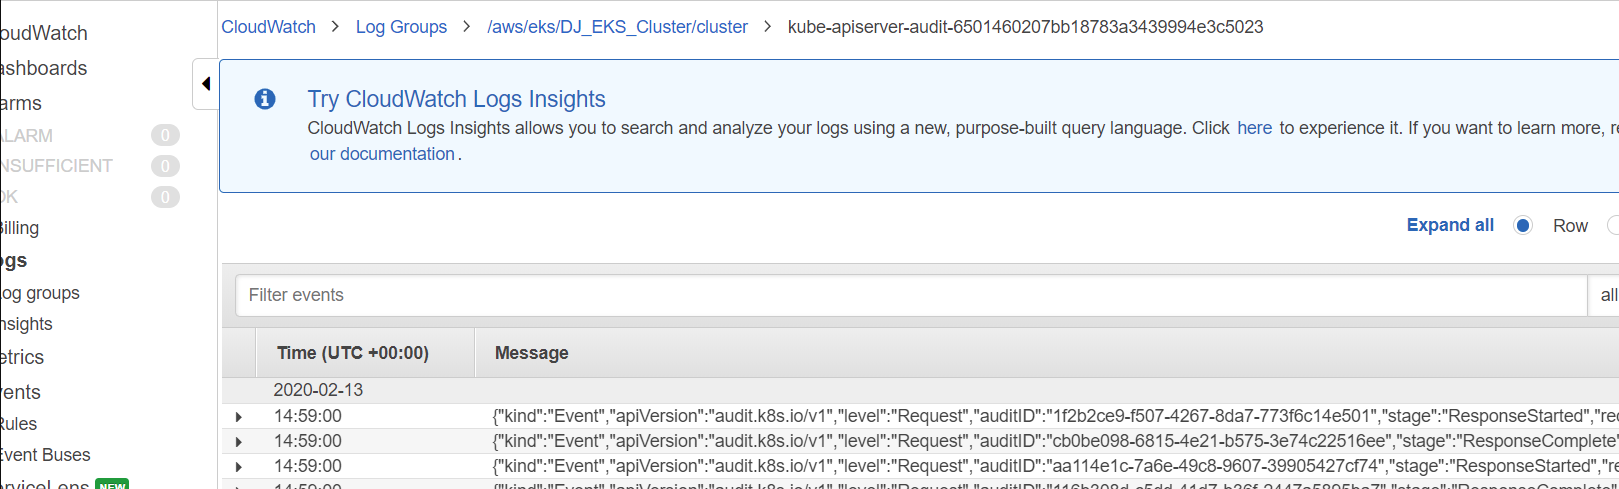 CloudWatch > Log Groups > /aws/eks/DJ_EKS_Cluster/cluster > kube-apiserver-audit-6501460207bb18783a3439994e3c5023
oudWatch
ashboards
arms
ALARM 0
NSUFFICIENT 0
OK 0
Billing
ogs
Log groups
nsights
etrics
vents
Rules
Event Buses
erviceLens NEW
Try CloudWatch Logs Insights
CloudWatch Logs Insights allows you to search and analyze your logs using a new, purpose-built query language. Click here to experience it. If you want to learn more, re
our documentation .
Expand all Row
Filter events all
Time (UTC +00:00) Message
2020-02-13
14:59:00 {"kind":"Event","apiVersion":"audit.k8s.io/v1","level":"Request","auditID":"1f2b2ce9-f507-4267-8da7-773f6c14e501","stage":"ResponseStarted","rec
14:59:00 {"kind":"Event","apiVersion":"audit.k8s.io/v1","level":"Request","auditID":"cb0be098-6815-4e21-b575-3e74c22516ee","stage":"ResponseComplete"
14:59:00 {"kind":"Event","apiVersion":"audit.k8s.io/v1","level":"Request","auditID":"aa114e1c-7a6e-49c8-9607-39905427cf74","stage":"ResponseStarted","re